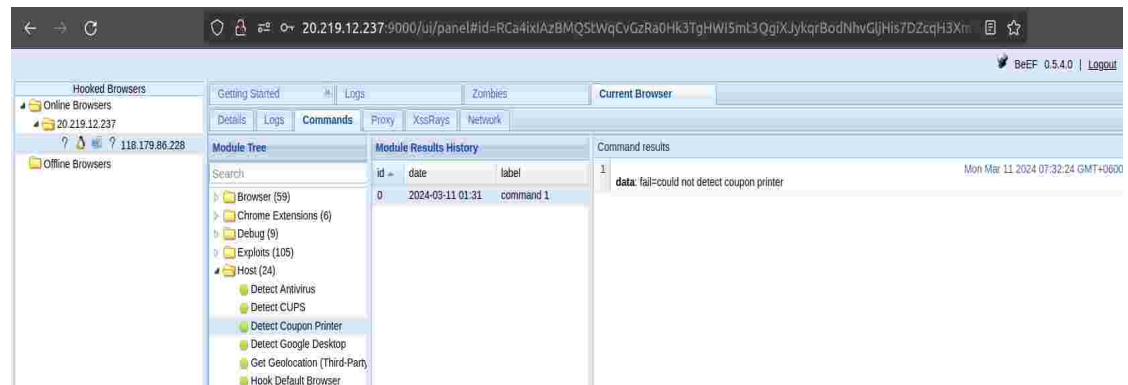 20.219.12.237:9000/ui/panel#id=
BeEF 0.5.4.0 | Logout
Hooked Browsers
Online Browsers
20.219.12.237
? ? 118.179.86.228
Offline Browsers
Getting Started
Logs
Zombies
Current Browser
Details
Logs
Commands
Proxy
XssRays
Network
Module Tree
Search
Browser (59)
Chrome Extensions (6)
Debug (9)
Exploits (105)
Host (24)
Detect Antivirus
Detect CUPS
Detect Coupon Printer
Detect Google Desktop
Get Geolocation (Third-Party
Hook Default Browser
Module Results History
id date label
0 2024-03-11 01:31 command 1
Command results
1 Mon Mar 11 2024 07:32:24 GMT+0600
data: fail=could not detect coupon printer